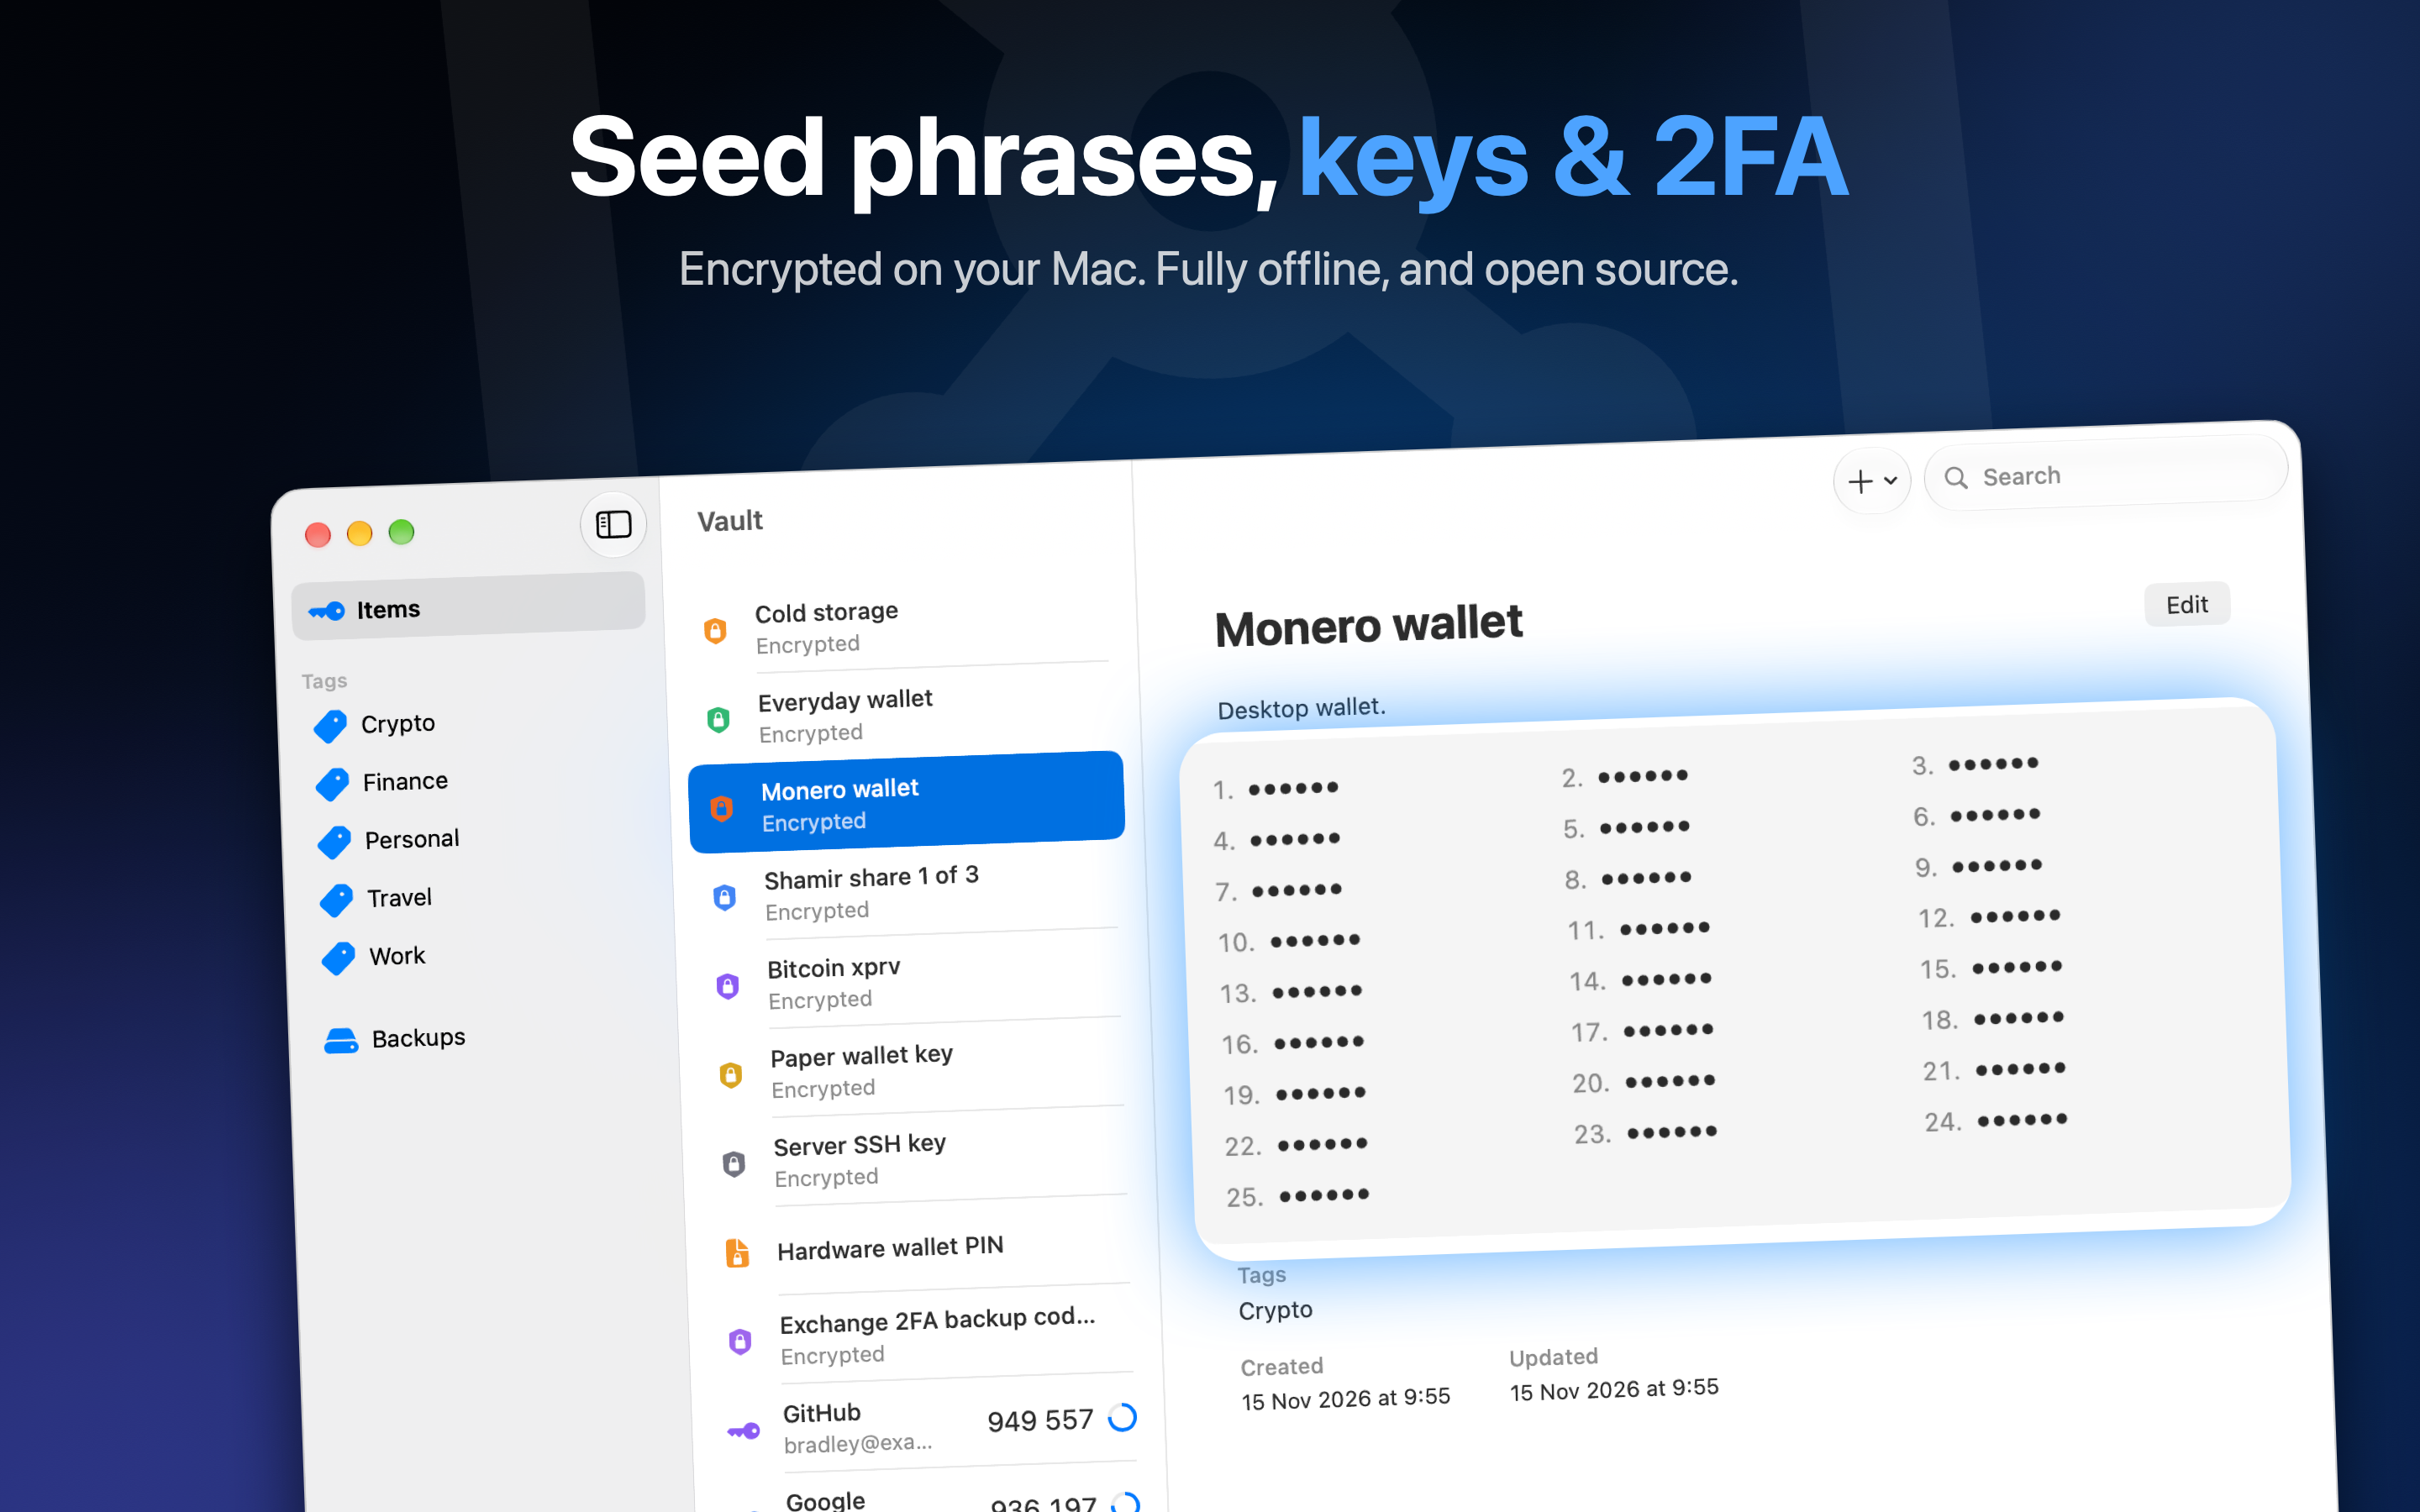 Seed phrases, keys & 2FA
Encrypted on your Mac. Fully offline, and open source.
Items
Tags
Crypto
Finance
Personal
Travel
Work
Backups
Vault
Cold storage
Encrypted
Everyday wallet
Encrypted
Monero wallet
Encrypted
Shamir share 1 of 3
Encrypted
Bitcoin xprv
Encrypted
Paper wallet key
Encrypted
Server SSH key
Encrypted
Hardware wallet PIN
Exchange 2FA backup cod...
Encrypted
GitHub
949 557
bradley@exa...
Google
936 197
Search
Monero wallet
Edit
Desktop wallet.
1. ●●●●●● 2. ●●●●●● 3. ●●●●●●
4. ●●●●●● 5. ●●●●●● 6. ●●●●●●
7. ●●●●●● 8. ●●●●●● 9. ●●●●●●
10. ●●●●●● 11. ●●●●●● 12. ●●●●●●
13. ●●●●●● 14. ●●●●●● 15. ●●●●●●
16. ●●●●●● 17. ●●●●●● 18. ●●●●●●
19. ●●●●●● 20. ●●●●●● 21. ●●●●●●
22. ●●●●●● 23. ●●●●●● 24. ●●●●●●
25. ●●●●●●
Tags
Crypto
Created Updated
15 Nov 2026 at 9:55 15 Nov 2026 at 9:55